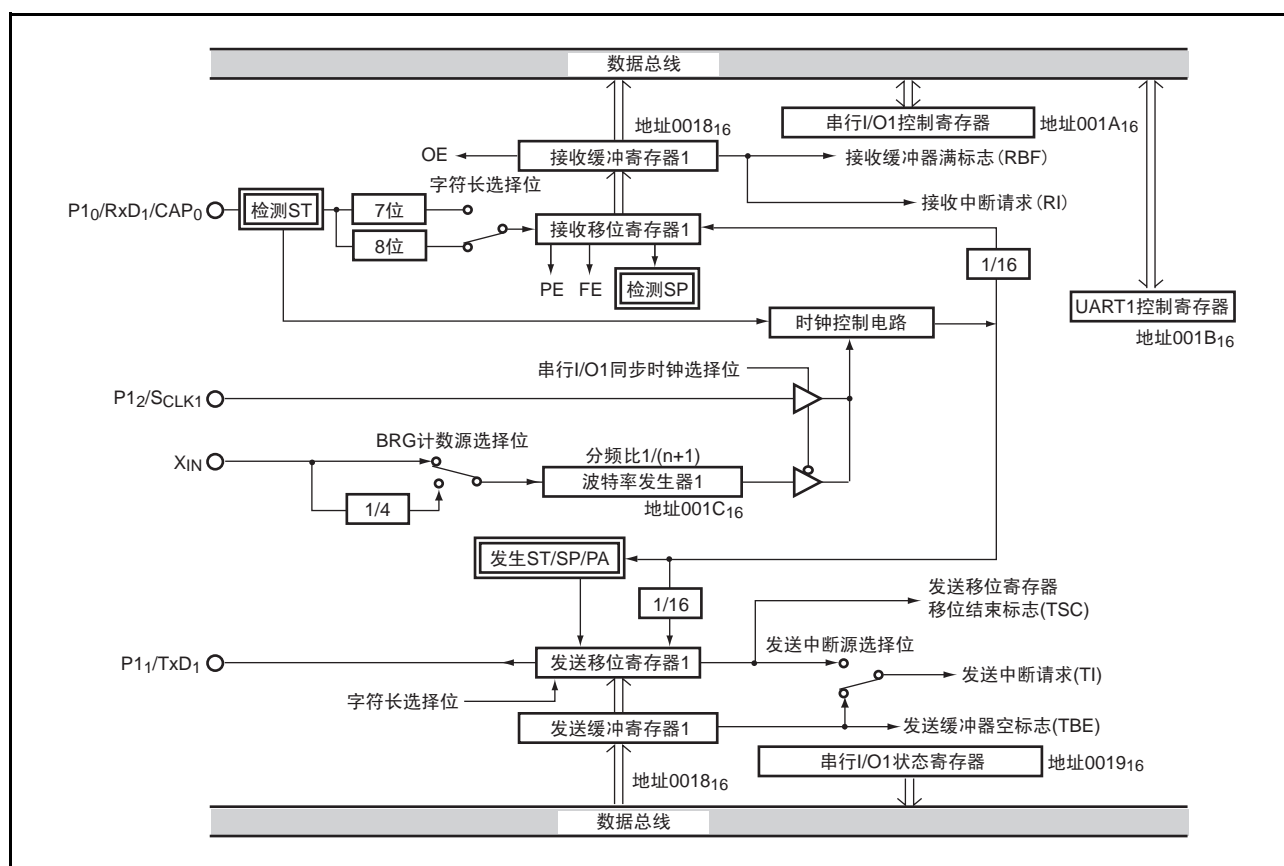 数据总线
地址0018₁₆
串行I/O1控制寄存器
地址001A₁₆
OE
接收缓冲寄存器1
接收缓冲器满标志(RBF)
字符长选择位
接收中断请求(RI)
P1₀/RxD₁/CAP₀
检测ST
7位
8位
接收移位寄存器1
1/16
PE
FE
检测SP
UART1控制寄存器
地址001B₁₆
时钟控制电路
串行I/O1同步时钟选择位
P1₂/SCLK1
BRG计数源选择位
XIN
分频比1/(n+1)
波特率发生器1
地址001C₁₆
1/4
发生ST/SP/PA
1/16
发送移位寄存器
移位结束标志(TSC)
发送中断源选择位
P1₁/TxD₁
发送移位寄存器1
发送中断请求(TI)
字符长选择位
发送缓冲寄存器1
发送缓冲器空标志(TBE)
地址0018₁₆
串行I/O1状态寄存器
地址0019₁₆
数据总线